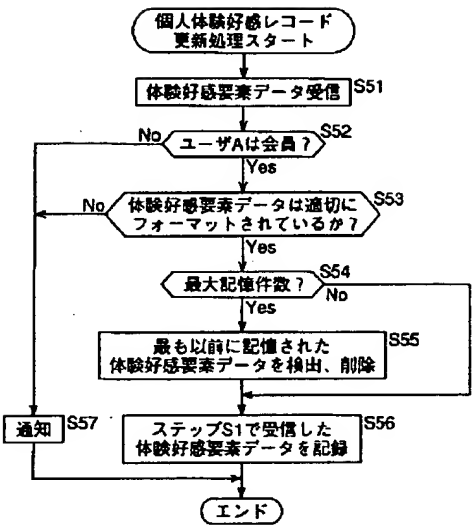 個人体験好感レコード
更新処理スタート
体験好感要素データ受信
S51
ユーザAは会員?
S52
No
Yes
体験好感要素データは適切に
フォーマットされているか?
S53
No
Yes
最大記憶件数?
S54
No
Yes
最も以前に記憶された
体験好感要素データを検出、削除
S55
通知
S57
ステップS1で受信した
体験好感要素データを記録
S56
エンド